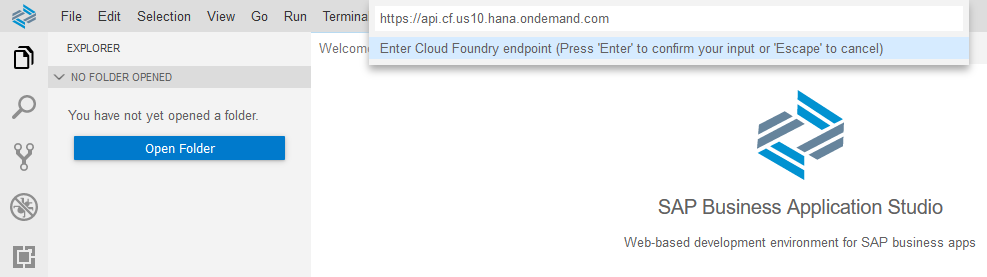 File Edit Selection View Go Run Termina
https://api.cf.us10.hana.ondemand.com
Enter Cloud Foundry endpoint (Press 'Enter' to confirm your input or 'Escape' to cancel)
EXPLORER
Welcome
NO FOLDER OPENED
You have not yet opened a folder.
Open Folder
SAP Business Application Studio
Web-based development environment for SAP business apps